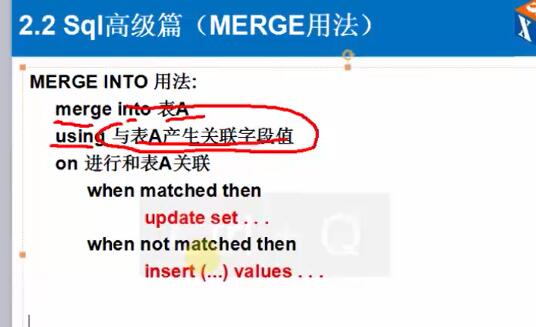 2.2 Sql高级篇（MERGE用法）
MERGE INTO 用法:
merge into 表A
using 与表A产生关联字段值
on 进行和表A关联
when matched then
update set . . .
when not matched then
insert (...) values . . .